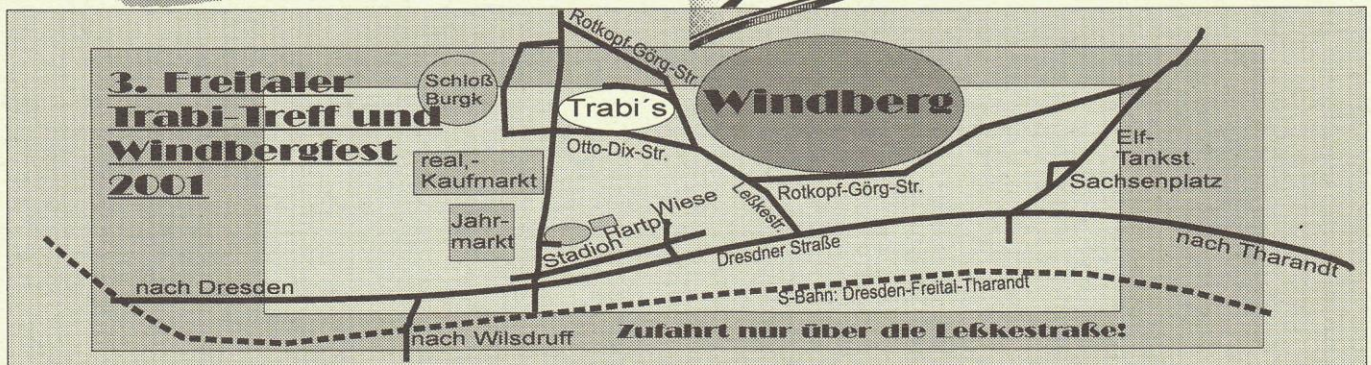 3. Freitaler
Trabi-Treff und
Windbergfest
2001
Schloß
Burgk
Rotkopf-Görg-Str.
Trabi´s
Windberg
Otto-Dix-Str.
real,-
Kaufmarkt
Jahr-
markt
Stadion
Hartpl.
Wiese
Leßkestr.
Rotkopf-Görg-Str.
Elf-
Tankst.
Sachsenplatz
Dresdner Straße
nach Tharandt
nach Dresden
S-Bahn: Dresden-Freital-Tharandt
nach Wilsdruff
Zufahrt nur über die Leßkestraße!